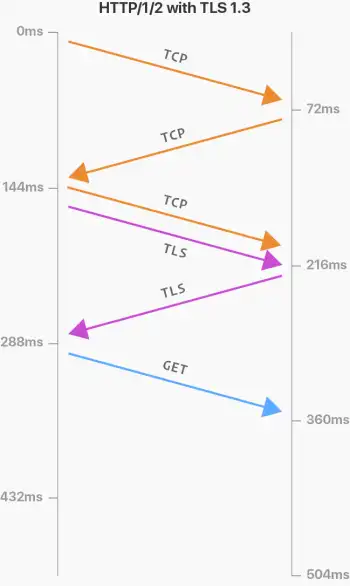 HTTP/1/2 with TLS 1.3
0ms
TCP
72ms
TCP
144ms
TCP
TLS
216ms
TLS
288ms
GET
360ms
432ms
504ms